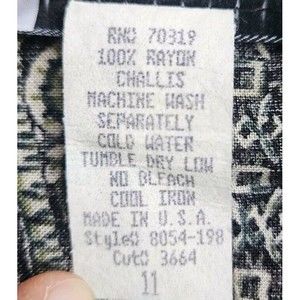 RN# 70319
100% RAYON
CHALLIS
MACHINE WASH
SEPARATELY
COLD WATER
TUMBLE DRY LOW
NO BLEACH
COOL IRON
MADE IN U.S.A.
Style# 8054-198
Cut# 3664
11